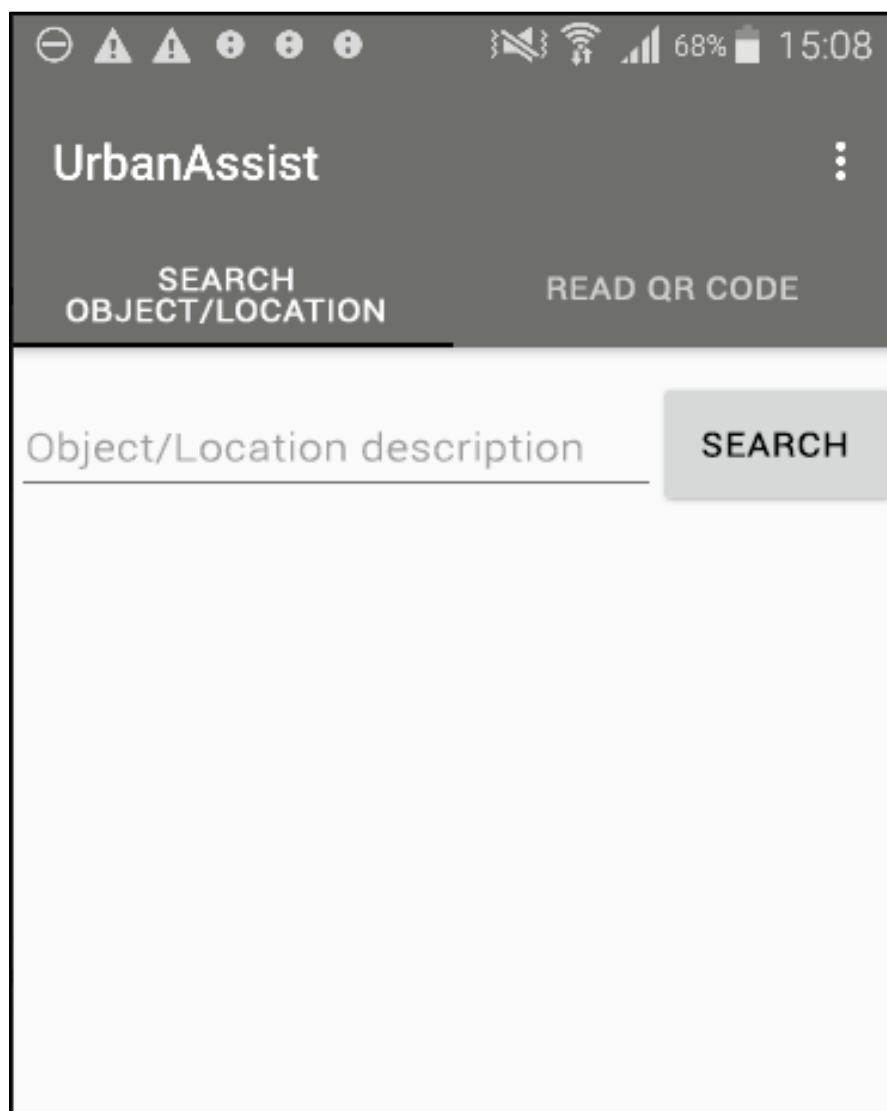 68% 15:08
UrbanAssist
SEARCH
OBJECT/LOCATION
READ QR CODE
Object/Location description
SEARCH